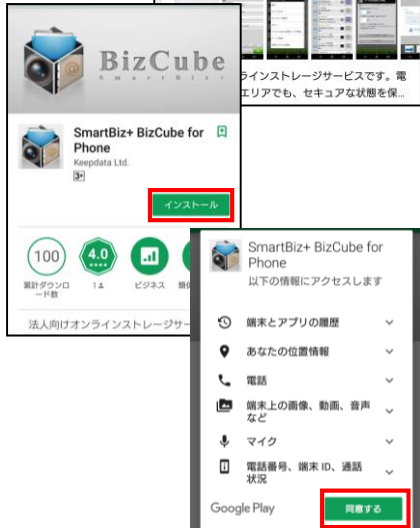 BizCube
SmartBiz+
ラインストレージサービスです。電
エリアでも、セキュアな状態を保...
SmartBiz+ BizCube for
Phone
Keepdata Ltd.
3+
インストール
100
4.0
累計ダウンロ
ード数
1
ビジネス
類似
法人向けオンラインストレージサー
SmartBiz+ BizCube for
Phone
以下の情報にアクセスします
端末とアプリの履歴
あなたの位置情報
電話
端末上の画像、動画、音声
など
マイク
電話番号、端末 ID、通話
状況
Google Play
同意する